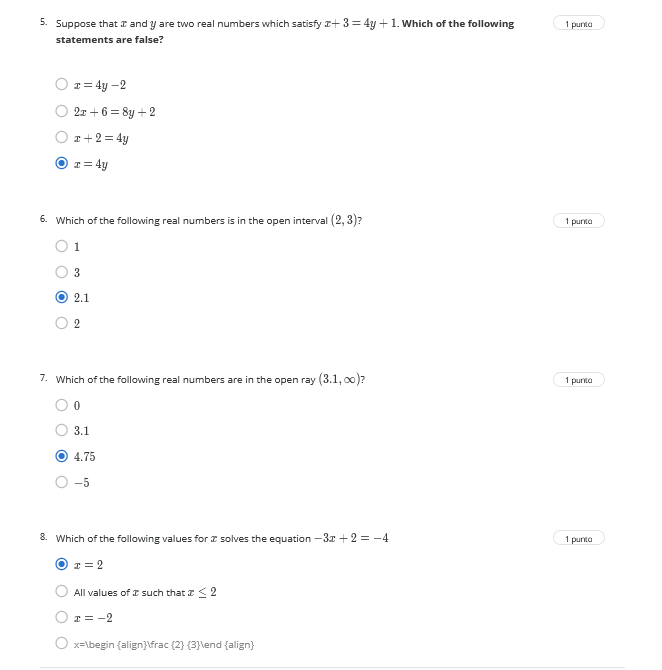 5. Suppose that x and y are two real numbers which satisfy x+ 3 = 4y + 1. Which of the following 1 punto
statements are false?
x = 4y −2
2x + 6 = 8y + 2
x + 2 = 4y
x = 4y
6. Which of the following real numbers is in the open interval (2, 3)? 1 punto
1
3
2.1
2
7. Which of the following real numbers are in the open ray (3.1, ∞)? 1 punto
0
3.1
4.75
−5
8. Which of the following values for x solves the equation −3x + 2 = −4 1 punto
x = 2
All values of x such that x ≤ 2
x = −2
x=\begin {align}\frac {2} {3}\end {align}